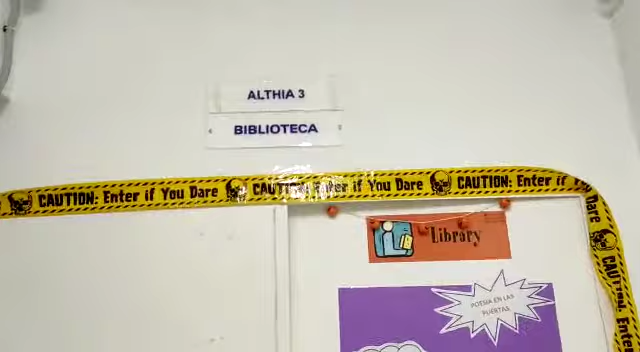 ALTHIA 3
BIBLIOTECA
CAUTION: Enter if You Dare CAUTION: Enter if You Dare CAUTION: Enter if You Dare CAUTION: Enter
Library
POESÍA EN LAS
PUERTAS